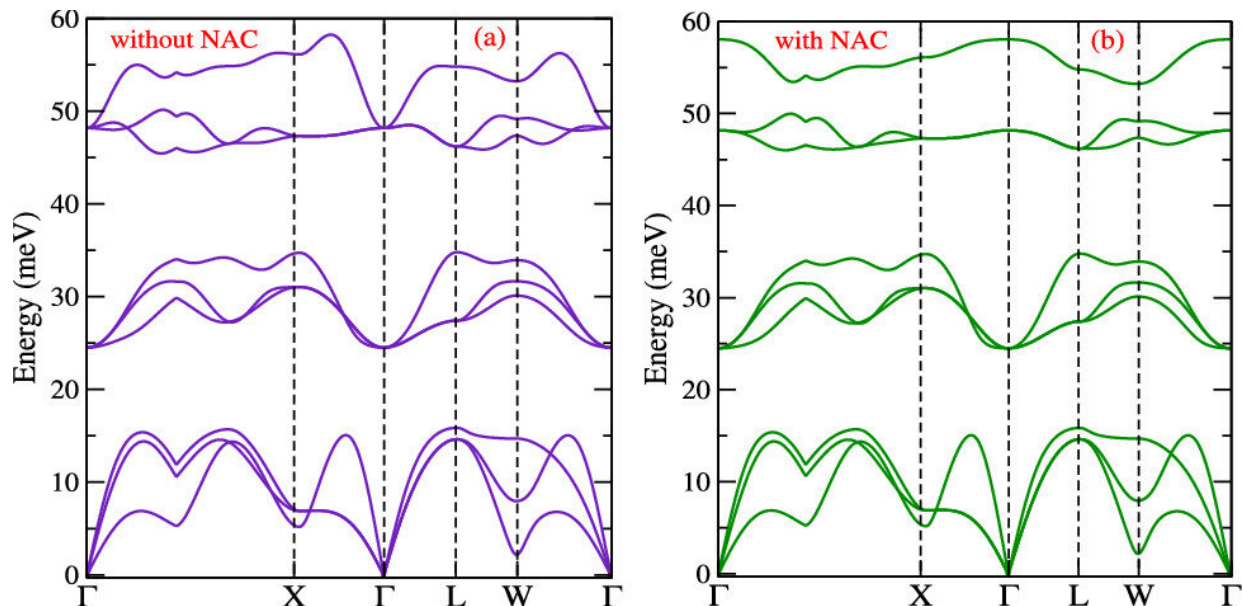 without NAC
(a)
Energy (meV)
60
50
40
30
20
10
0
Γ X Γ L W Γ
with NAC
(b)
Energy (meV)
60
50
40
30
20
10
0
Γ X Γ L W Γ